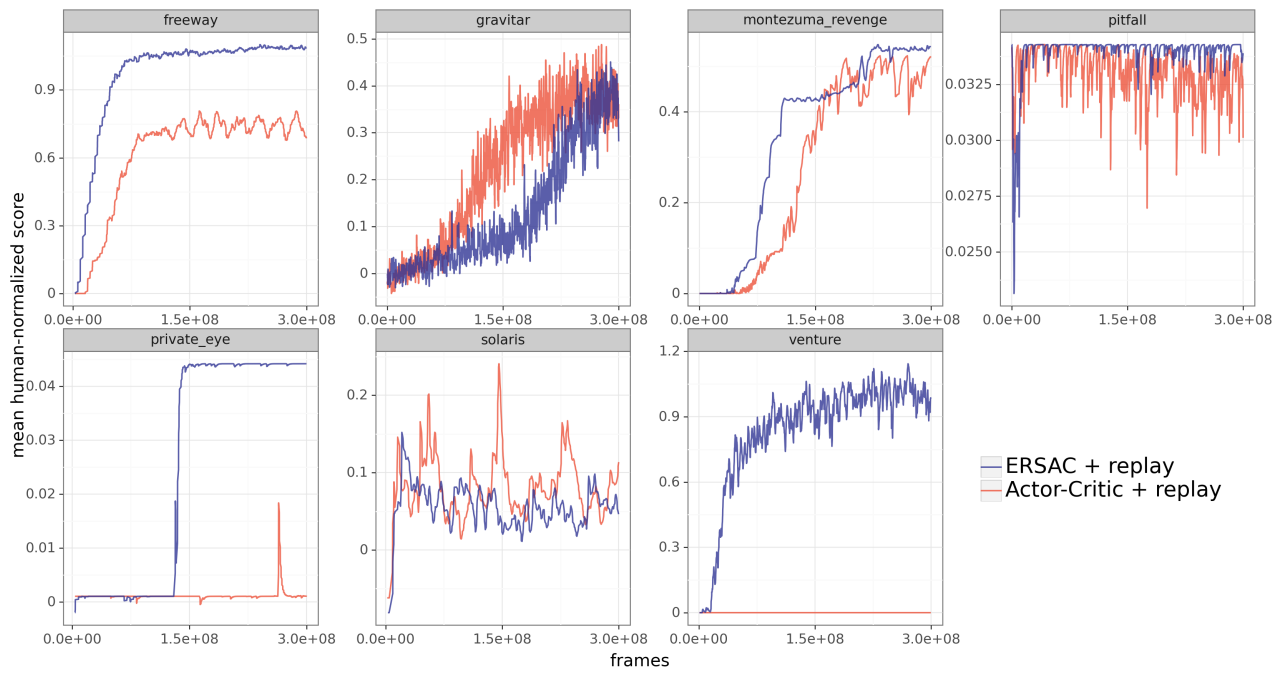 freeway
gravitar
montezuma_revenge
pitfall
mean human-normalized score
0.9
0.6
0.3
0
0.5
0.4
0.3
0.2
0.1
0
0.4
0.2
0
0.0325
0.0300
0.0275
0.0250
0.0e+00 1.5e+08 3.0e+08
0.0e+00 1.5e+08 3.0e+08
0.0e+00 1.5e+08 3.0e+08
0.0e+00 1.5e+08 3.0e+08
private_eye
solaris
venture
0.04
0.03
0.02
0.01
0
0.2
0.1
0
1.2
0.9
0.6
0.3
0
0.0e+00 1.5e+08 3.0e+08
0.0e+00 1.5e+08 3.0e+08
0.0e+00 1.5e+08 3.0e+08
frames
ERSAC + replay
Actor-Critic + replay